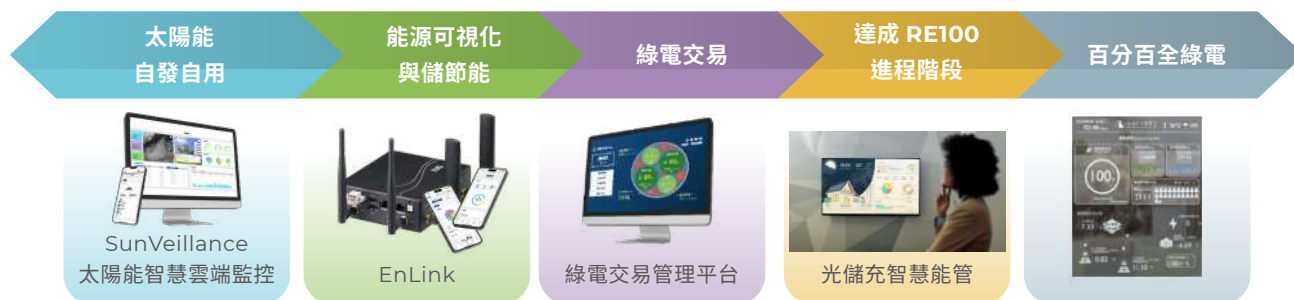 太陽能
自發自用
能源可視化
與儲節能
綠電交易
達成 RE100
進程階段
百分百全綠電
SunVeillance
太陽能智慧雲端監控
EnLink
綠電交易管理平台
光儲充智慧能管
100